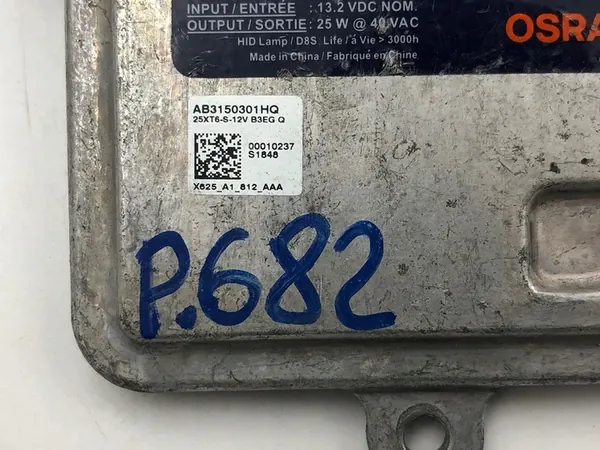 INPUT / ENTRÉE : 13.2 VDC NOM.
OUTPUT / SORTIE : 25 W @ 40 VAC
HID Lamp / D8S Life / à Vie > 3000h
Made in China / Fabriqué en Chine
OSRA
AB3150301HQ
25XT6-S-12V B3EG Q
00010237
S1848
X625_A1_812_AAA
P.682